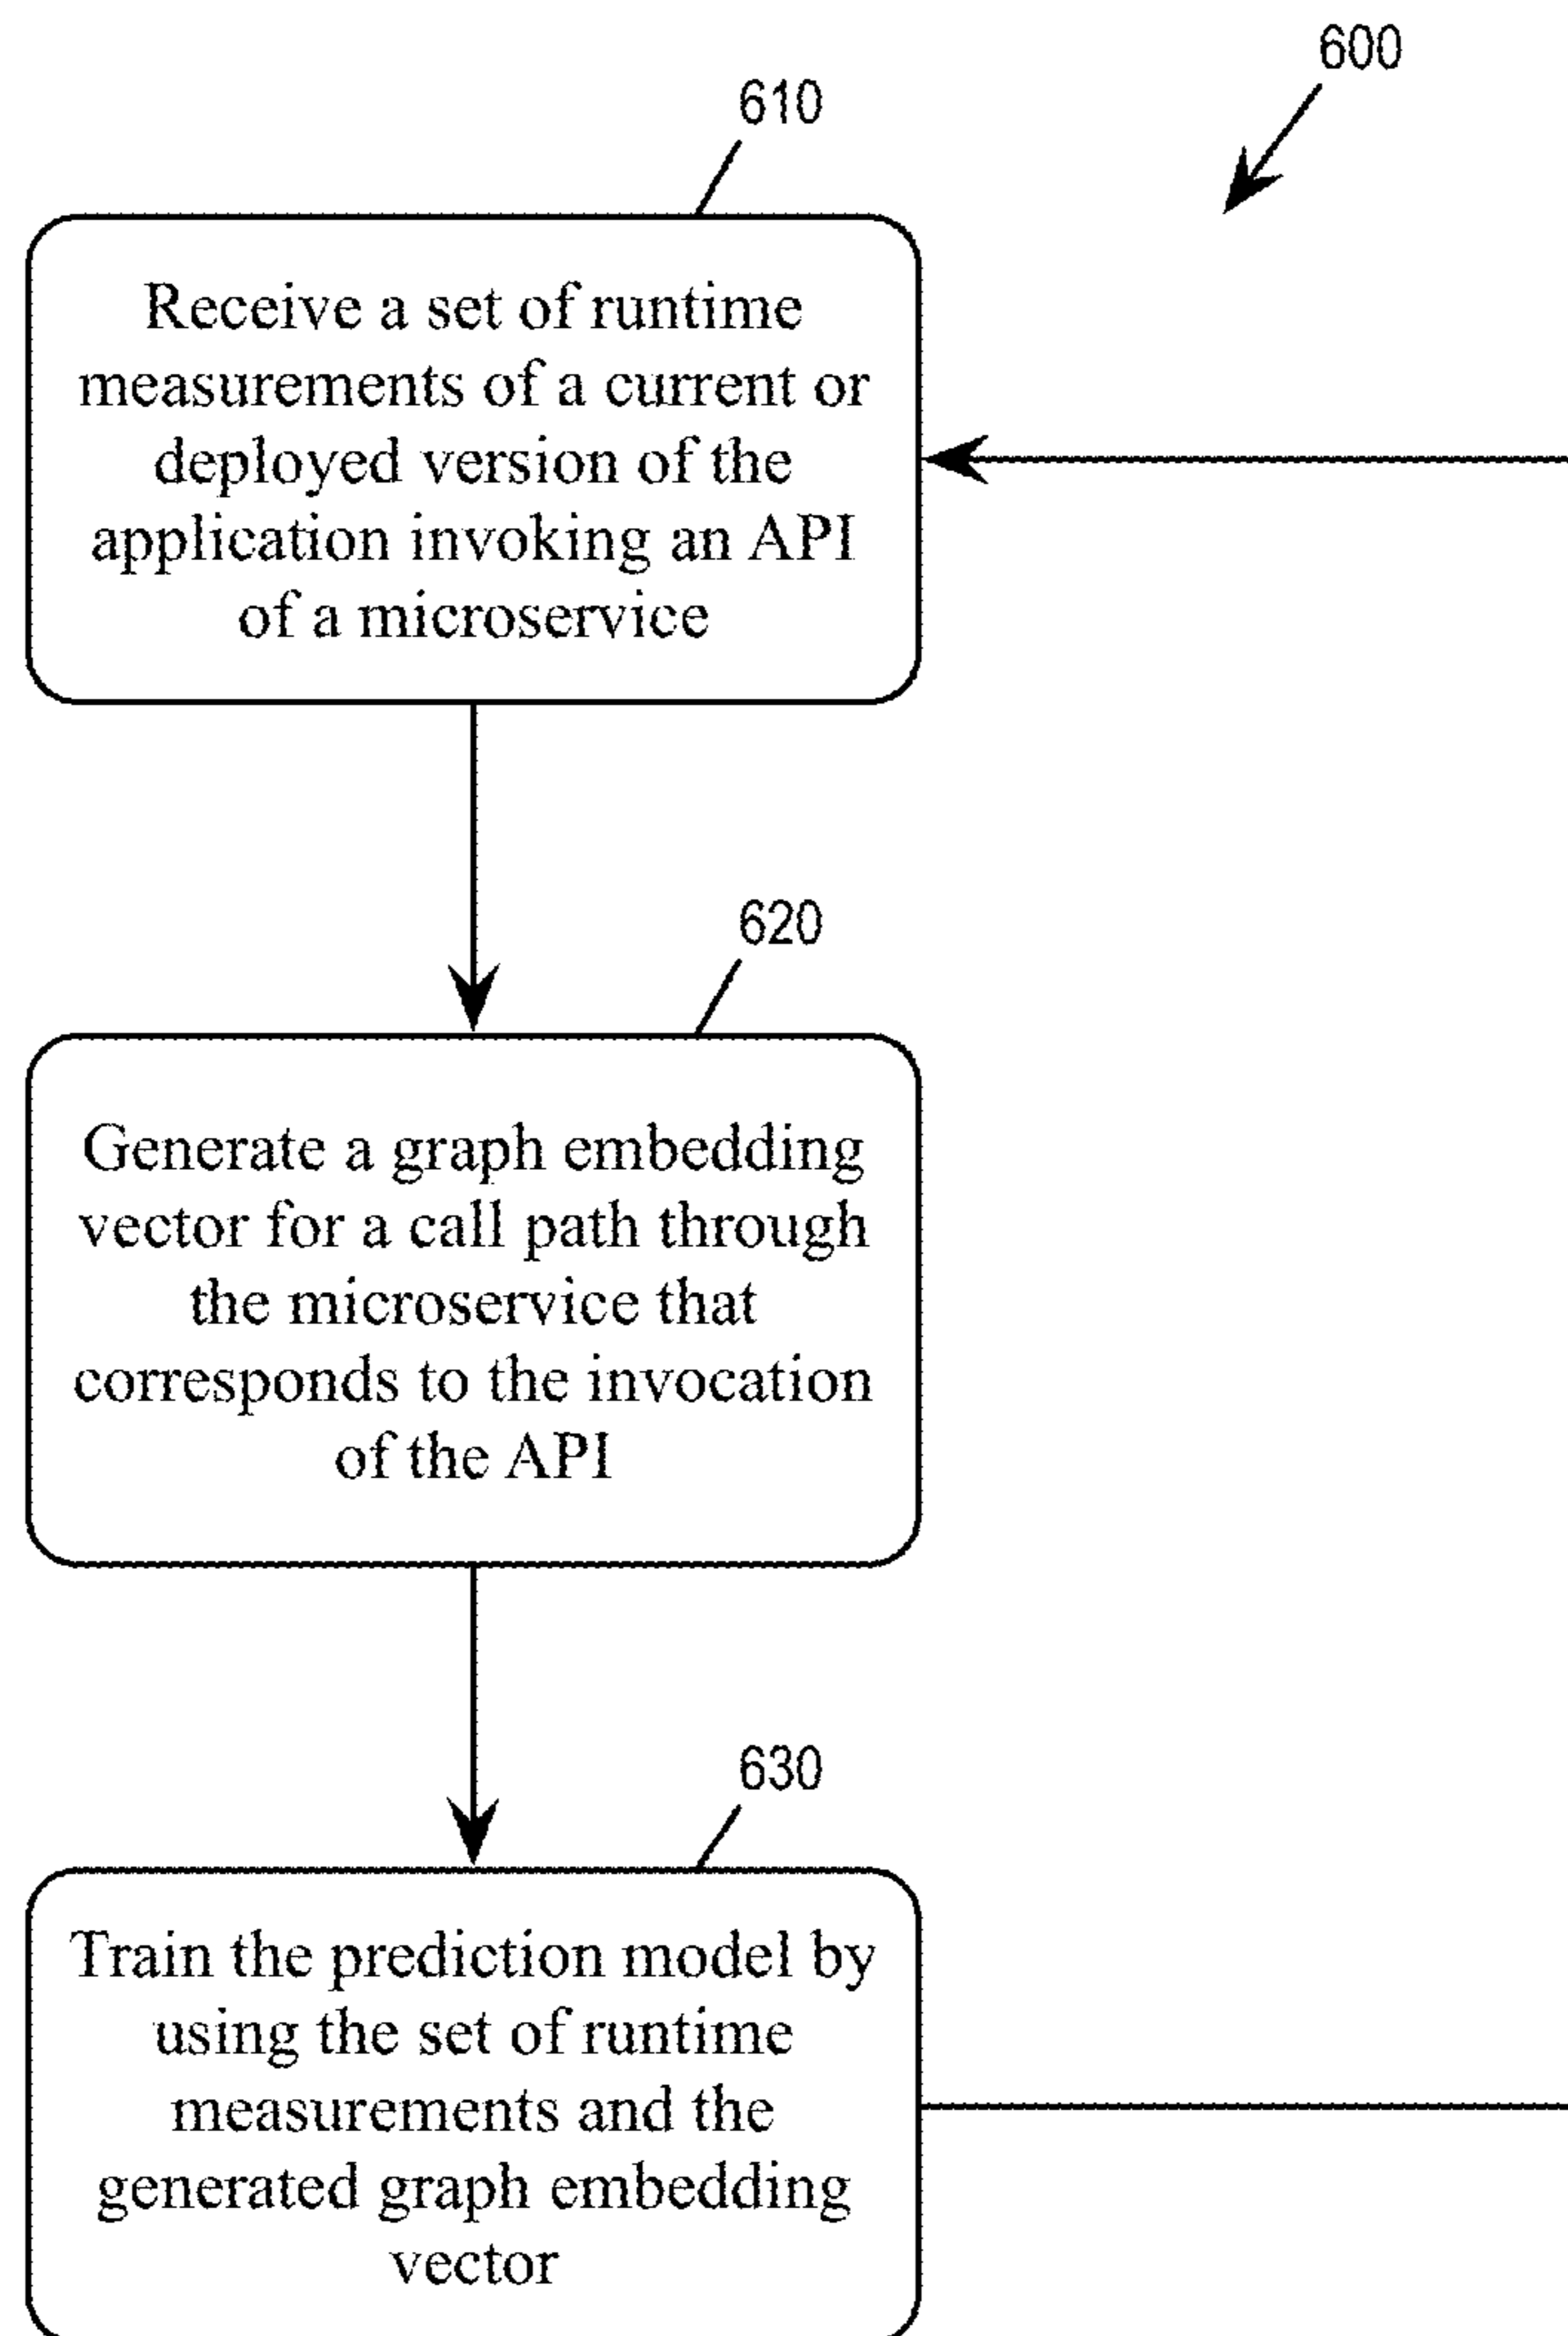 600
610
Receive a set of runtime
measurements of a current or
deployed version of the
application invoking an API
of a microservice
620
Generate a graph embedding
vector for a call path through
the microservice that
corresponds to the invocation
of the API
630
Train the prediction model by
using the set of runtime
measurements and the
generated graph embedding
vector